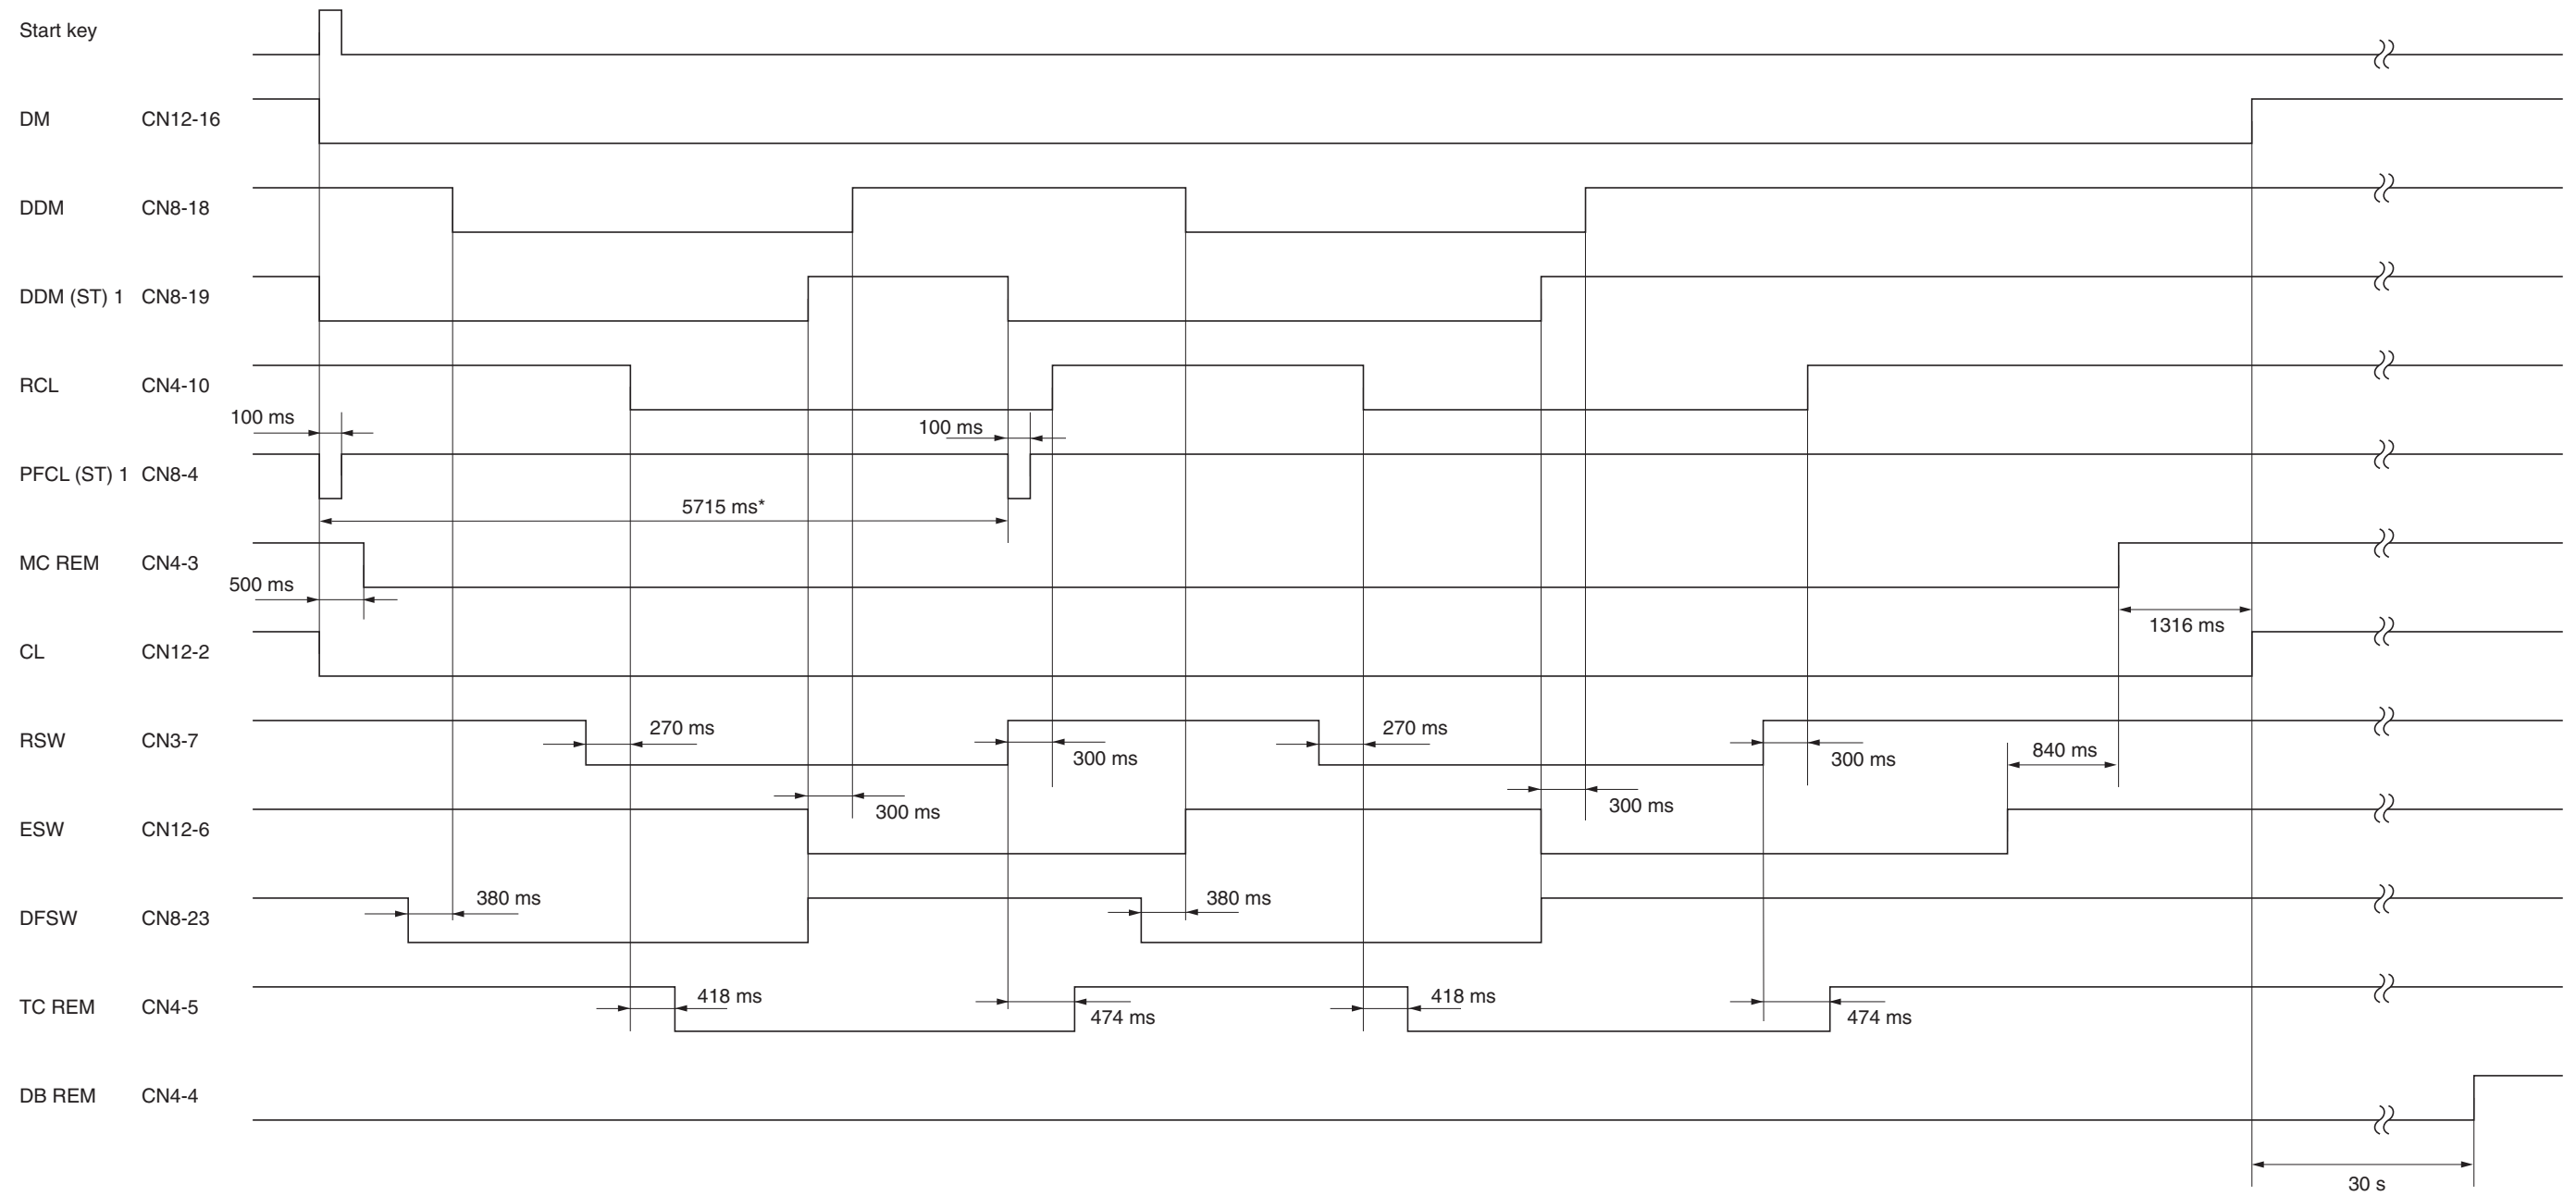 Start key
DM CN12-16
DDM CN8-18
DDM (ST) 1 CN8-19
RCL CN4-10
100 ms
100 ms
PFCL (ST) 1 CN8-4
5715 ms*
MC REM CN4-3
500 ms
1316 ms
CL CN12-2
RSW CN3-7
270 ms
300 ms
270 ms
300 ms
840 ms
300 ms
300 ms
ESW CN12-6
DFSW CN8-23
380 ms
380 ms
TC REM CN4-5
418 ms
474 ms
418 ms
474 ms
DB REM CN4-4
30 s